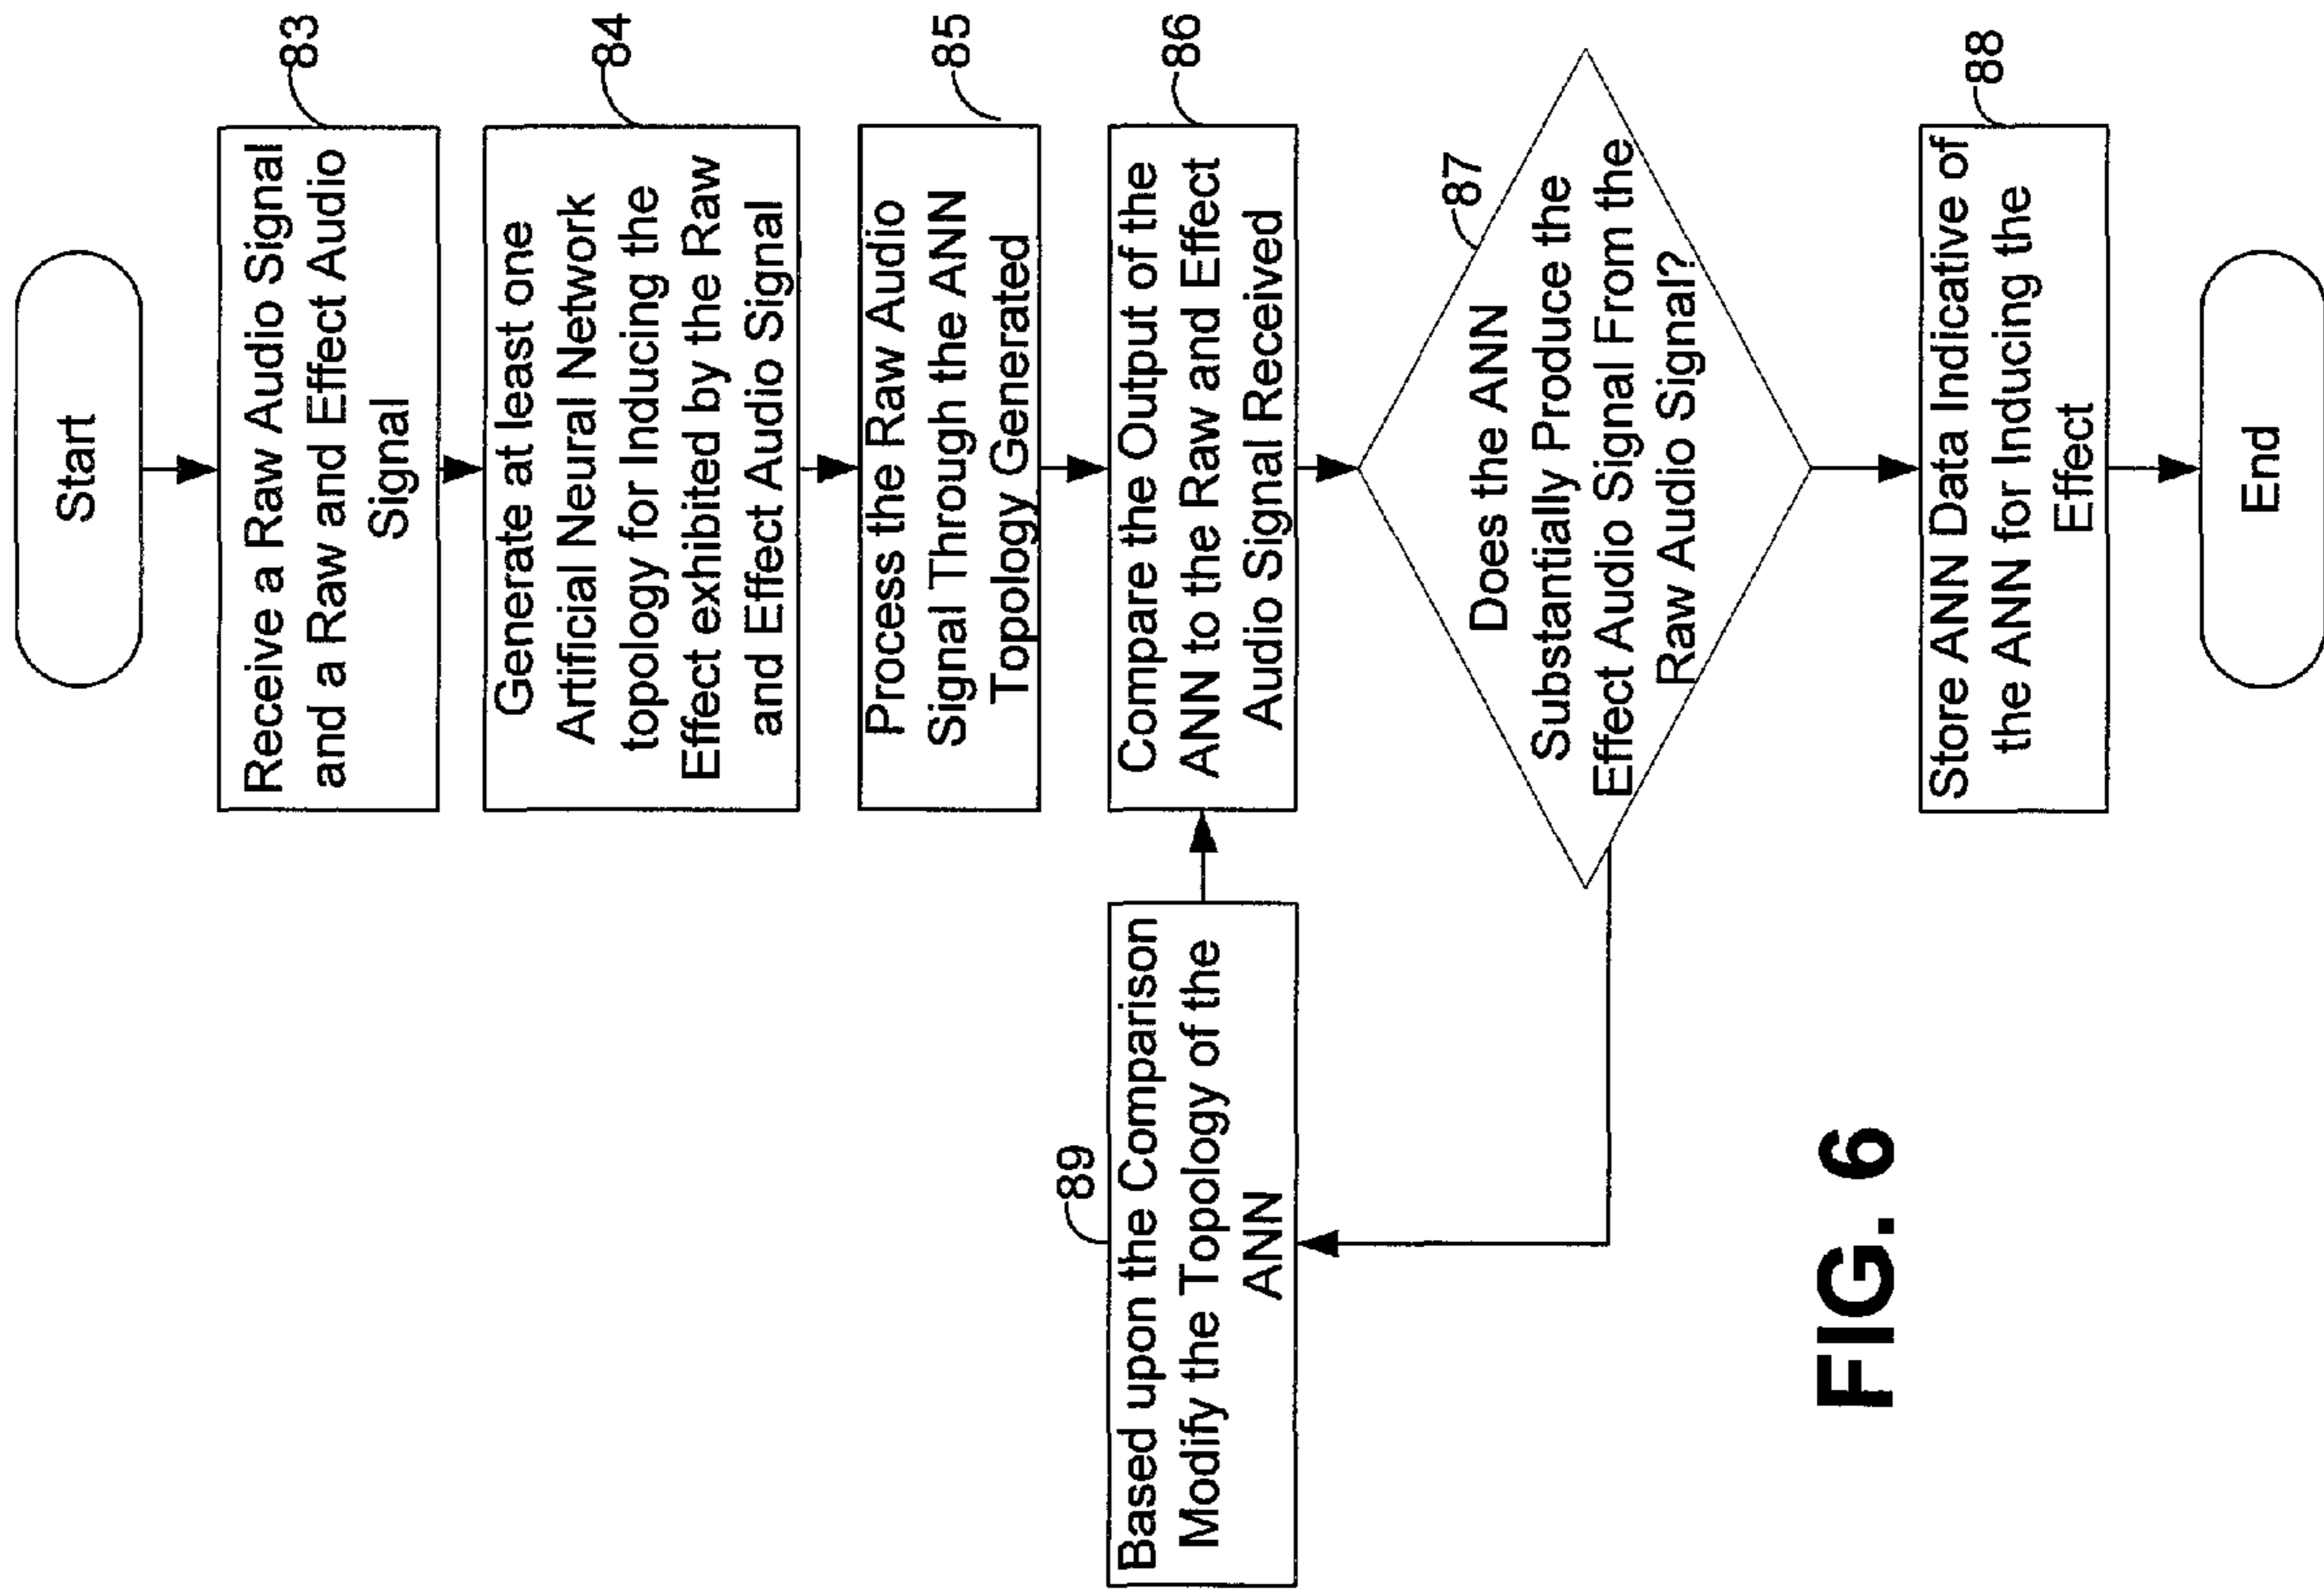 Start
83
Receive a Raw Audio Signal
and a Raw and Effect Audio
Signal
84
Generate at least one
Artificial Neural Network
topology for Inducing the
Effect exhibited by the Raw
and Effect Audio Signal
85
Process the Raw Audio
Signal Through the ANN
Topology Generated
86
Compare the Output of the
ANN to the Raw and Effect
Audio Signal Received
89
Based upon the Comparison
Modify the Topology of the
ANN
87
Does the ANN
Substantially Produce the
Effect Audio Signal From the
Raw Audio Signal?
88
Store ANN Data Indicative of
the ANN for Inducing the
Effect
End
FIG. 6